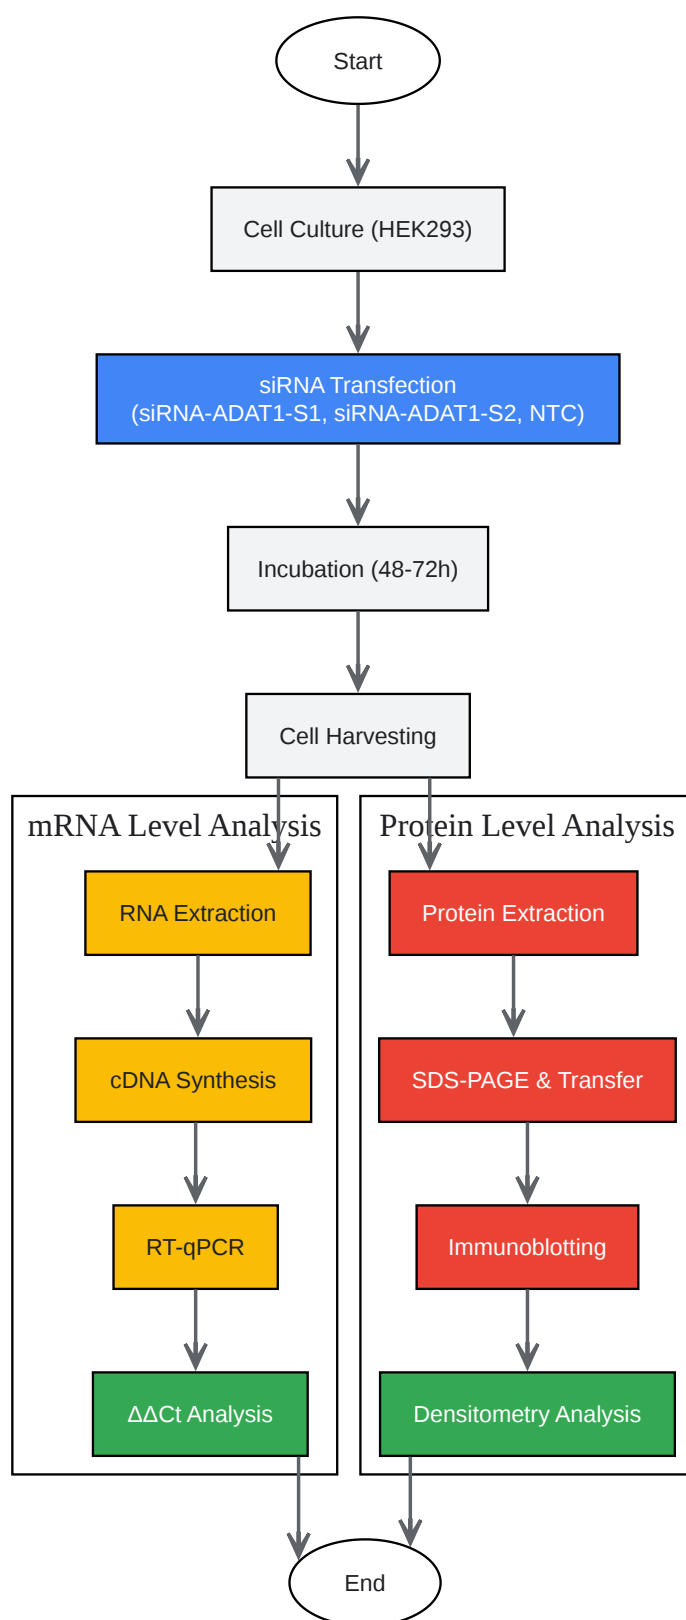 Start
Cell Culture (HEK293)
siRNA Transfection
(siRNA-ADAT1-S1, siRNA-ADAT1-S2, NTC)
Incubation (48-72h)
Cell Harvesting
mRNA Level Analysis
RNA Extraction
cDNA Synthesis
RT-qPCR
ΔΔCt Analysis
Protein Level Analysis
Protein Extraction
SDS-PAGE & Transfer
Immunoblotting
Densitometry Analysis
End